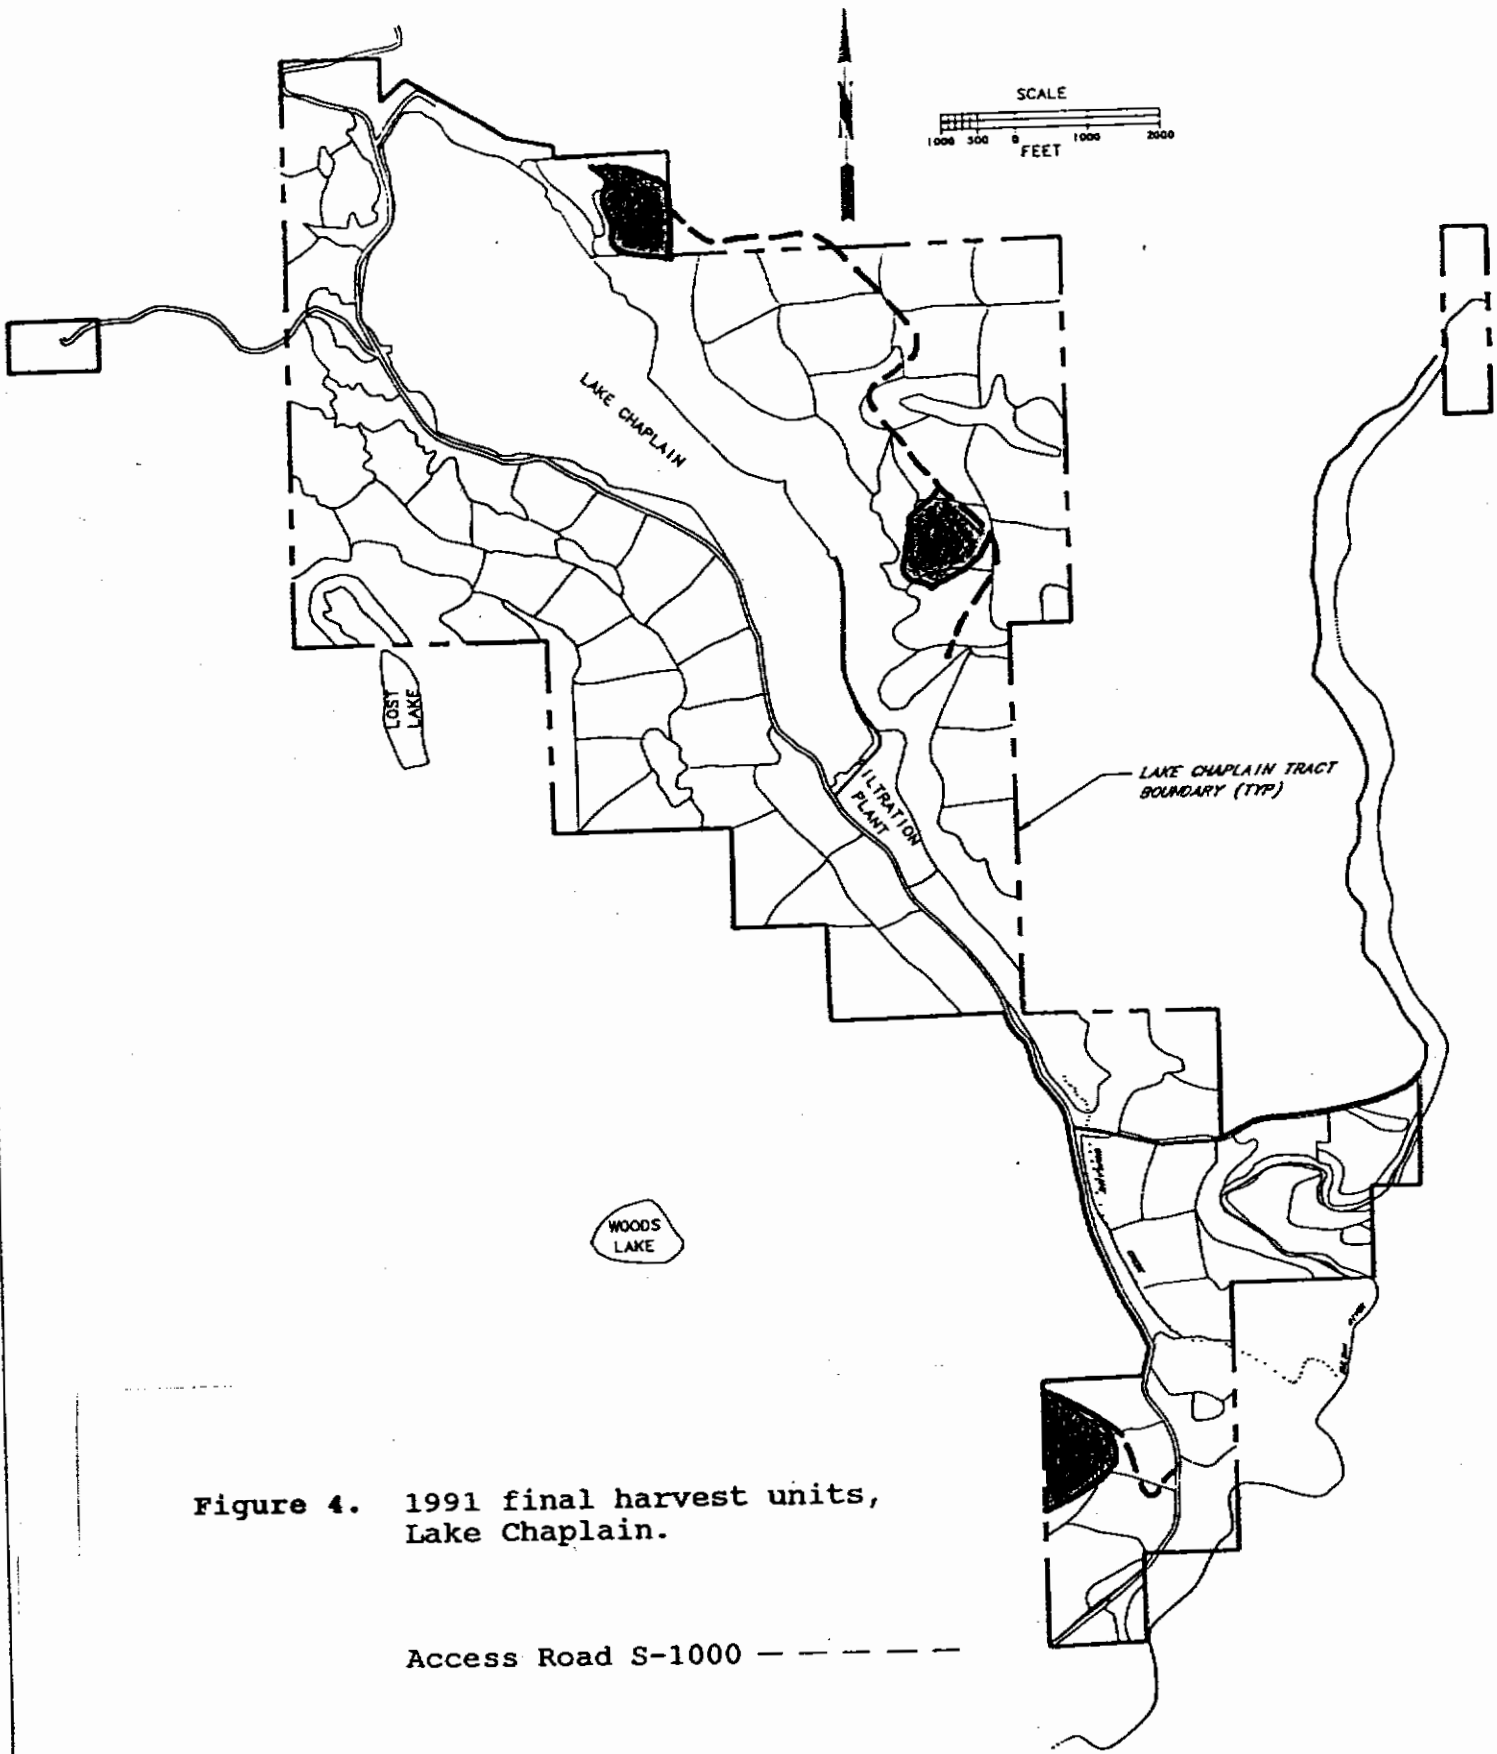 SCALE
1000 500 0 1000 2000
FEET
LAKE CHAPLAIN
LOST
LAKE
LAKE CHAPLAIN TRACT
BOUNDARY (TYP)
ILTRATION
PLANT
WOODS
LAKE
Figure 4. 1991 final harvest units,
Lake Chaplain.
Access Road S-1000